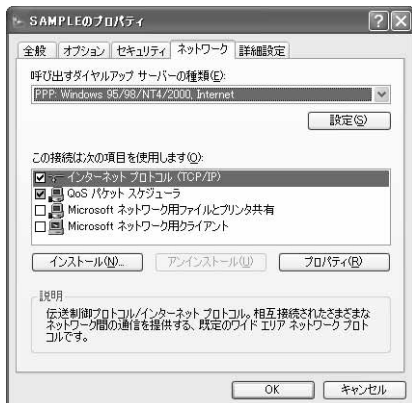 SAMPLEのプロパティ
全般 オプション セキュリティ ネットワーク 詳細設定
呼び出すダイヤルアップ サーバーの種類(E):
PPP: Windows 95/98/NT4/2000, Internet
設定(S)
この接続は次の項目を使用します(O):
インターネット プロトコル (TCP/IP)
QoS パケット スケジューラ
Microsoft ネットワーク用ファイルとプリンタ共有
Microsoft ネットワーク用クライアント
インストール(N)... アンインストール(U) プロパティ(R)
説明
伝送制御プロトコル/インターネット プロトコル。相互接続されたさまざまな
ネットワーク間の通信を提供する、既定のワイド エリア ネットワーク プロト
コルです。
OK キャンセル